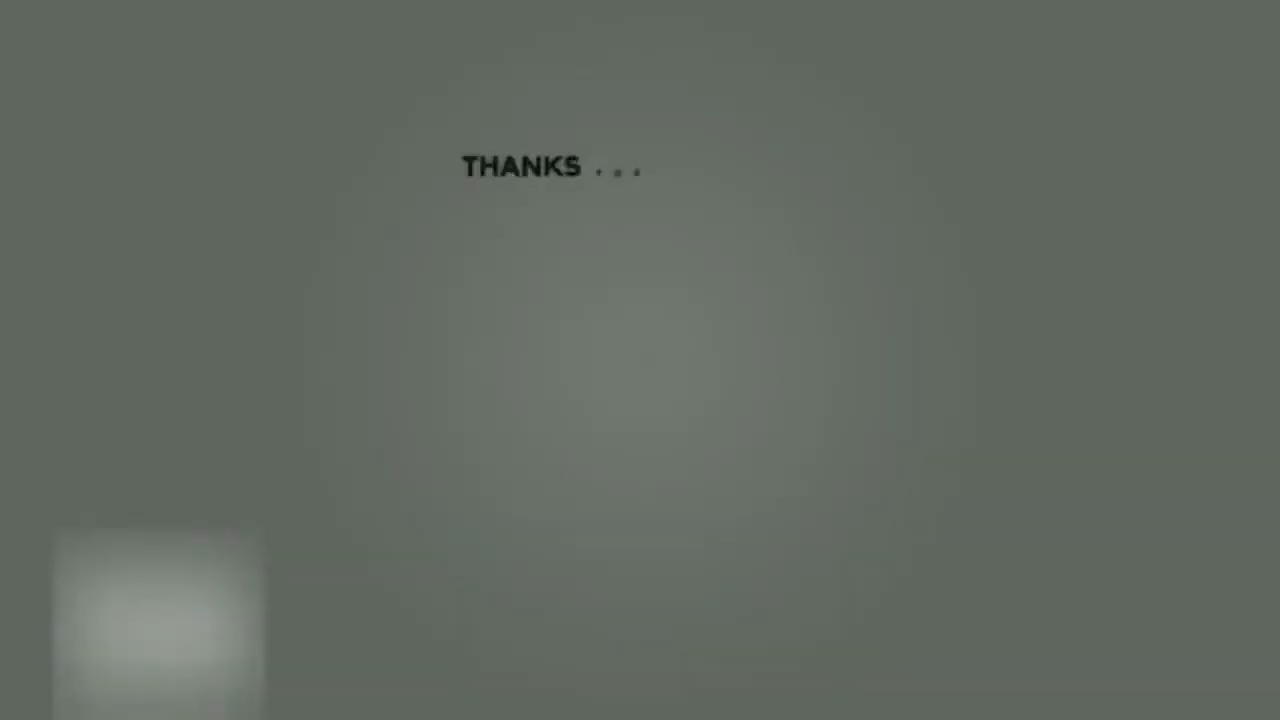 THANKS . . .